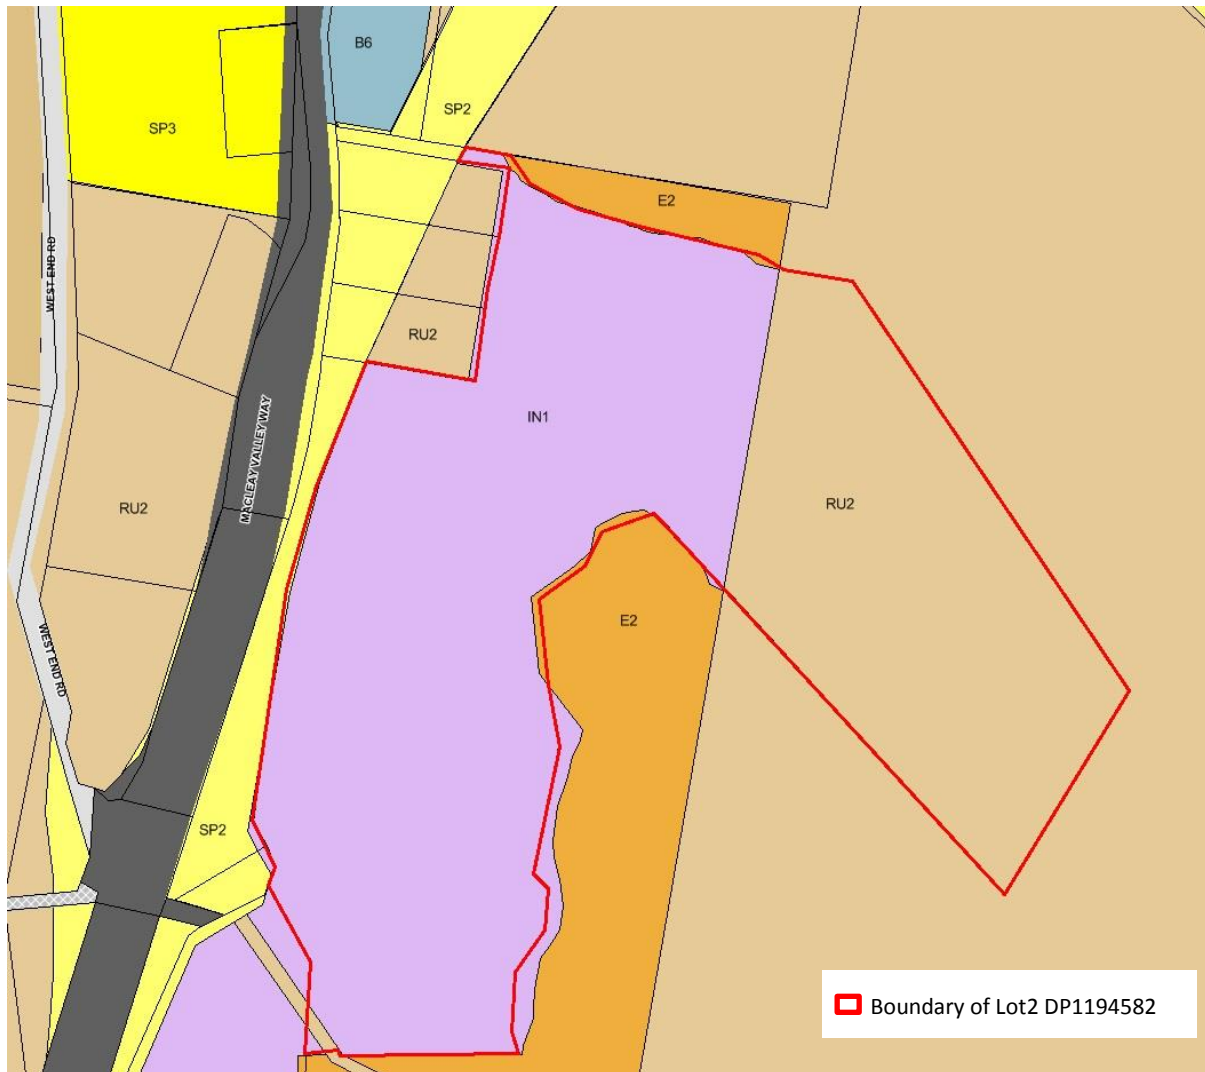 B6
SP2
SP3
E2
WEST END RD
RU2
IN1
MACLEAY VALLEY WAY
RU2
RU2
E2
WEST END RD
SP2
Boundary of Lot2 DP1194582